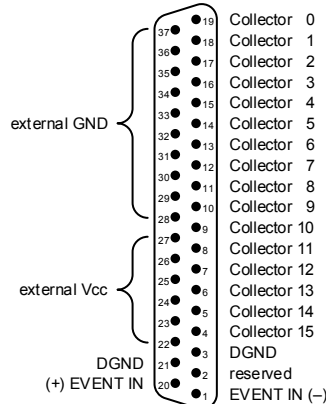 19 Collector 0
37
18 Collector 1
36
17 Collector 2
35
16 Collector 3
34
15 Collector 4
33
external GND
14 Collector 5
32
13 Collector 6
31
12 Collector 7
30
11 Collector 8
29
10 Collector 9
28
9 Collector 10
27
8 Collector 11
26
7 Collector 12
25
external Vcc
6 Collector 13
24
5 Collector 14
23
4 Collector 15
22
3 DGND
DGND 21
2 reserved
(+) EVENT IN 20
1 EVENT IN (–)